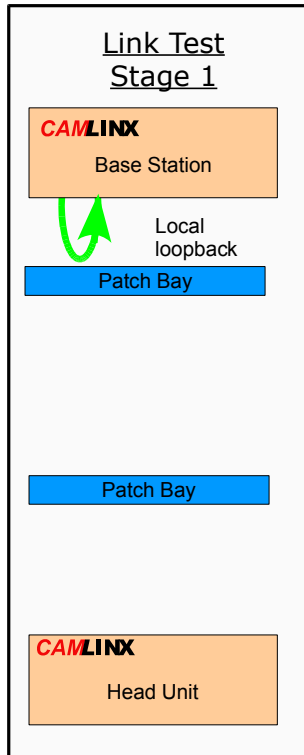 Link Test
Stage 1
CAMLINX
Base Station
Local
loopback
Patch Bay
Patch Bay
CAMLINX
Head Unit